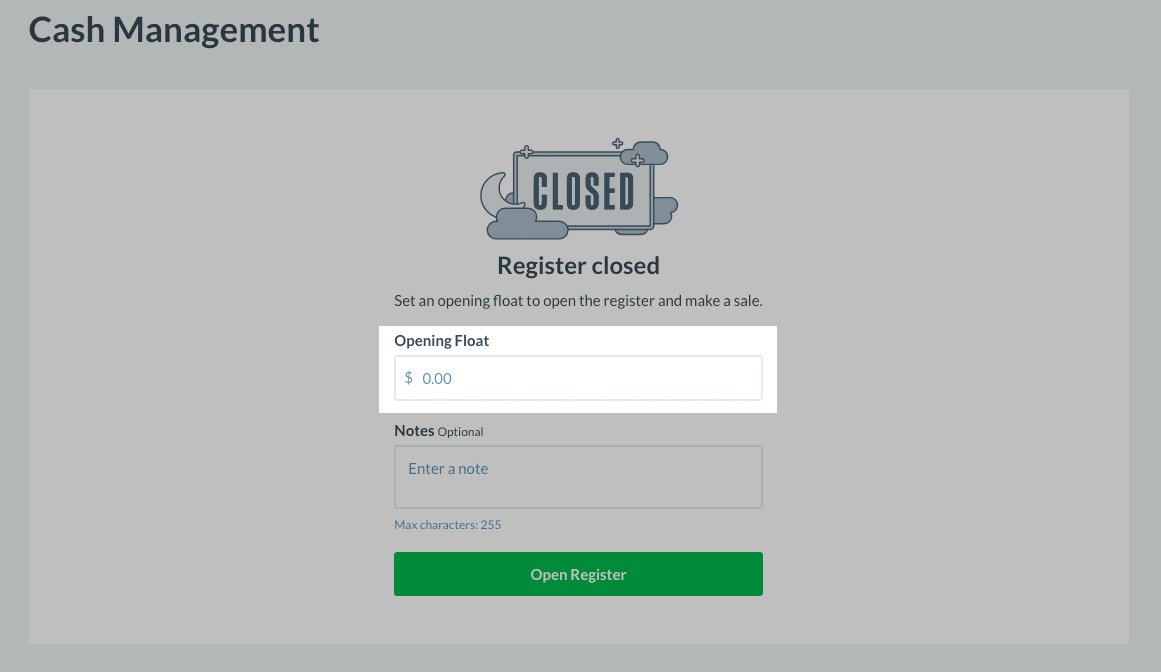 Cash Management
CLOSED
Register closed
Set an opening float to open the register and make a sale.
Opening Float
$ 0.00
Notes Optional
Enter a note
Max characters: 255
Open Register